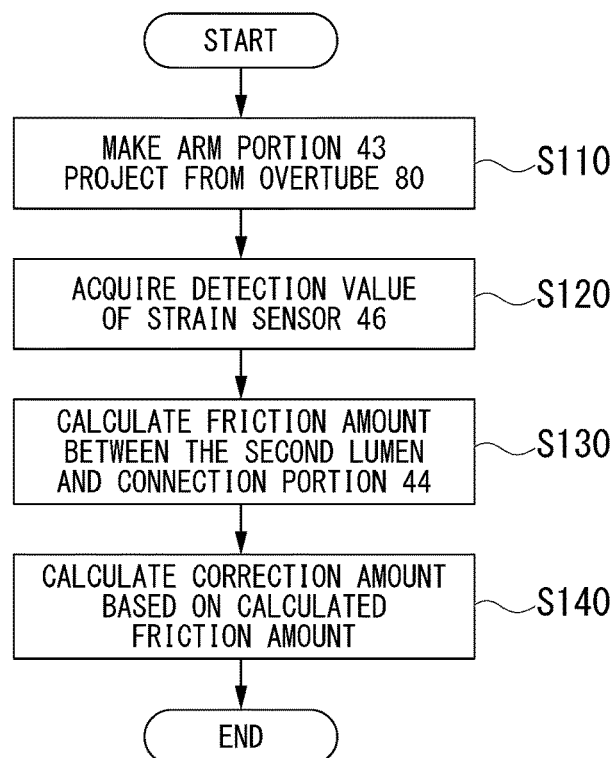 START
MAKE ARM PORTION 43
PROJECT FROM OVERTUBE 80
S110
ACQUIRE DETECTION VALUE
OF STRAIN SENSOR 46
S120
CALCULATE FRICTION AMOUNT
BETWEEN THE SECOND LUMEN
AND CONNECTION PORTION 44
S130
CALCULATE CORRECTION AMOUNT
BASED ON CALCULATED
FRICTION AMOUNT
S140
END